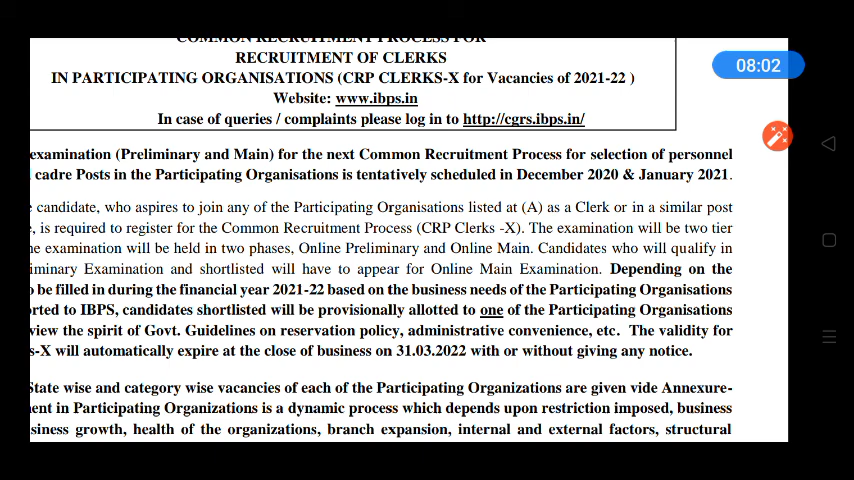 COMMON RECRUITMENT PROCESS FOR
RECRUITMENT OF CLERKS
IN PARTICIPATING ORGANISATIONS (CRP CLERKS-X for Vacancies of 2021-22 )
Website: www.ibps.in
In case of queries / complaints please log in to http://cgrs.ibps.in/
08:02
examination (Preliminary and Main) for the next Common Recruitment Process for selection of personnel
cadre Posts in the Participating Organisations is tentatively scheduled in December 2020 & January 2021.
candidate, who aspires to join any of the Participating Organisations listed at (A) as a Clerk or in a similar post
is required to register for the Common Recruitment Process (CRP Clerks -X). The examination will be two tier
examination will be held in two phases, Online Preliminary and Online Main. Candidates who will qualify in
iminary Examination and shortlisted will have to appear for Online Main Examination. Depending on the
be filled in during the financial year 2021-22 based on the business needs of the Participating Organisations
orted to IBPS, candidates shortlisted will be provisionally allotted to one of the Participating Organisations
view the spirit of Govt. Guidelines on reservation policy, administrative convenience, etc. The validity for
s-X will automatically expire at the close of business on 31.03.2022 with or without giving any notice.
State wise and category wise vacancies of each of the Participating Organizations are given vide Annexure-
ent in Participating Organizations is a dynamic process which depends upon restriction imposed, business
siness growth, health of the organizations, branch expansion, internal and external factors, structural